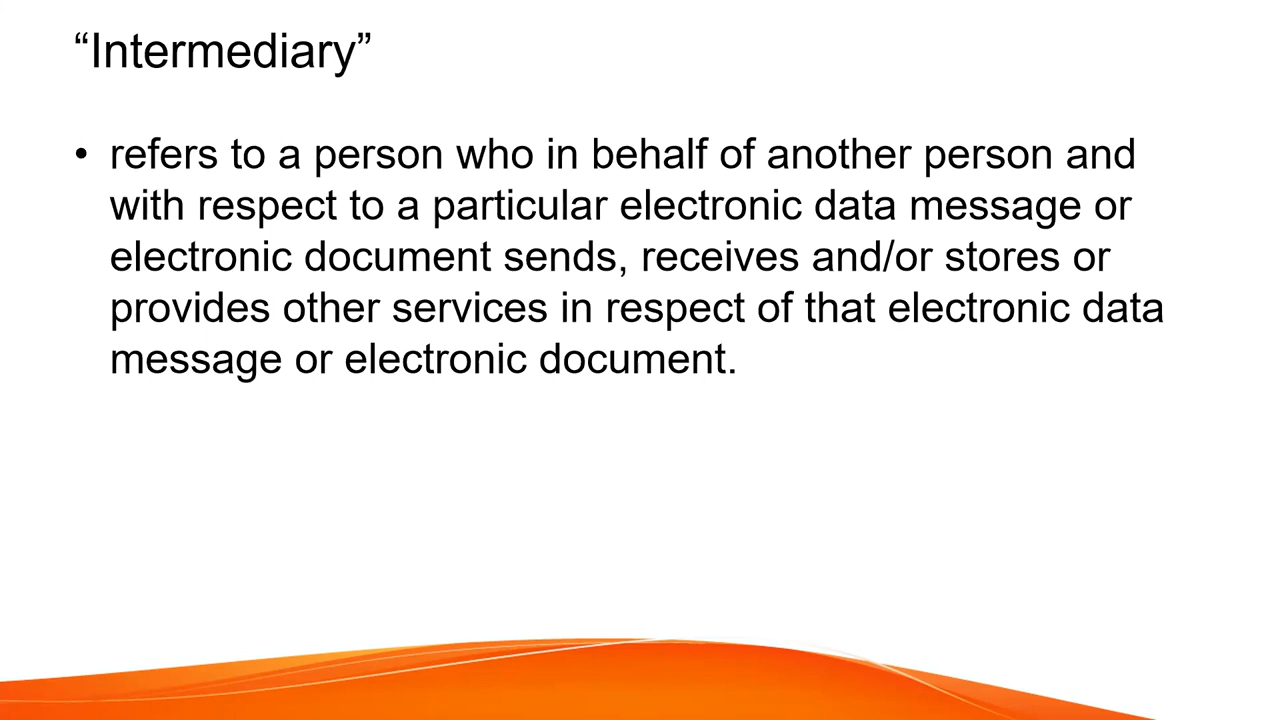 “Intermediary”
• refers to a person who in behalf of another person and
with respect to a particular electronic data message or
electronic document sends, receives and/or stores or
provides other services in respect of that electronic data
message or electronic document.